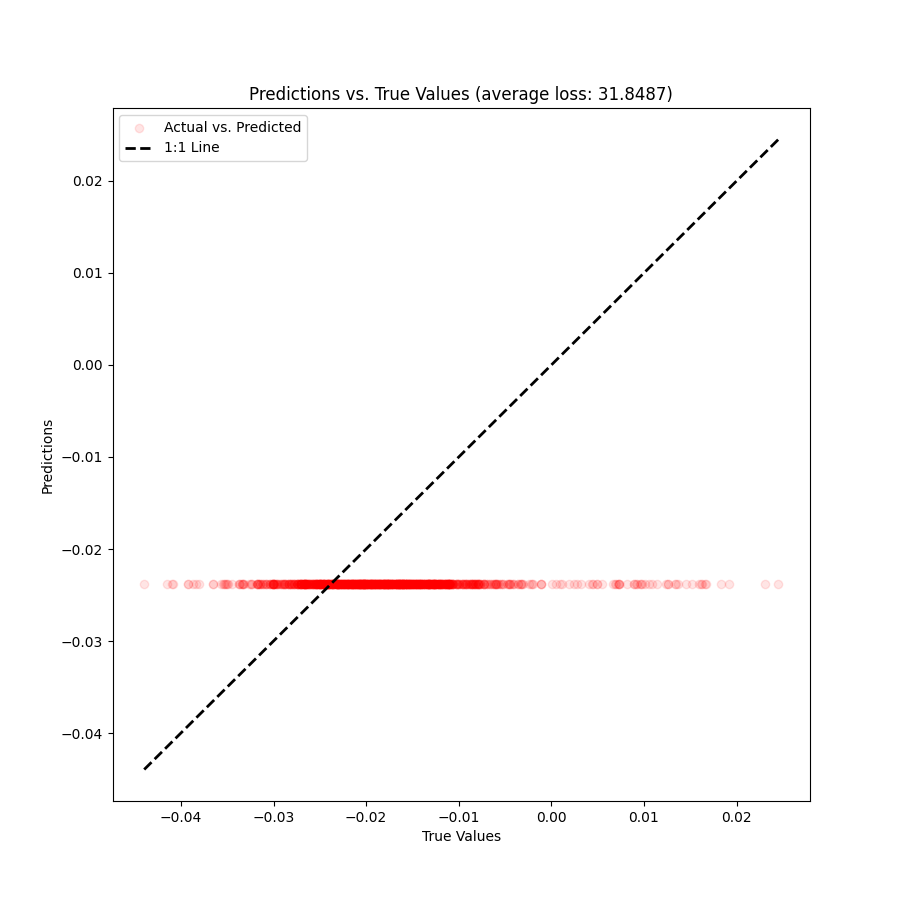 Predictions vs. True Values (average loss: 31.8487)
Actual vs. Predicted
1:1 Line
0.02
0.01
0.00
−0.01
−0.02
−0.03
−0.04
Predictions
−0.04
−0.03
−0.02
−0.01
0.00
0.01
0.02
True Values